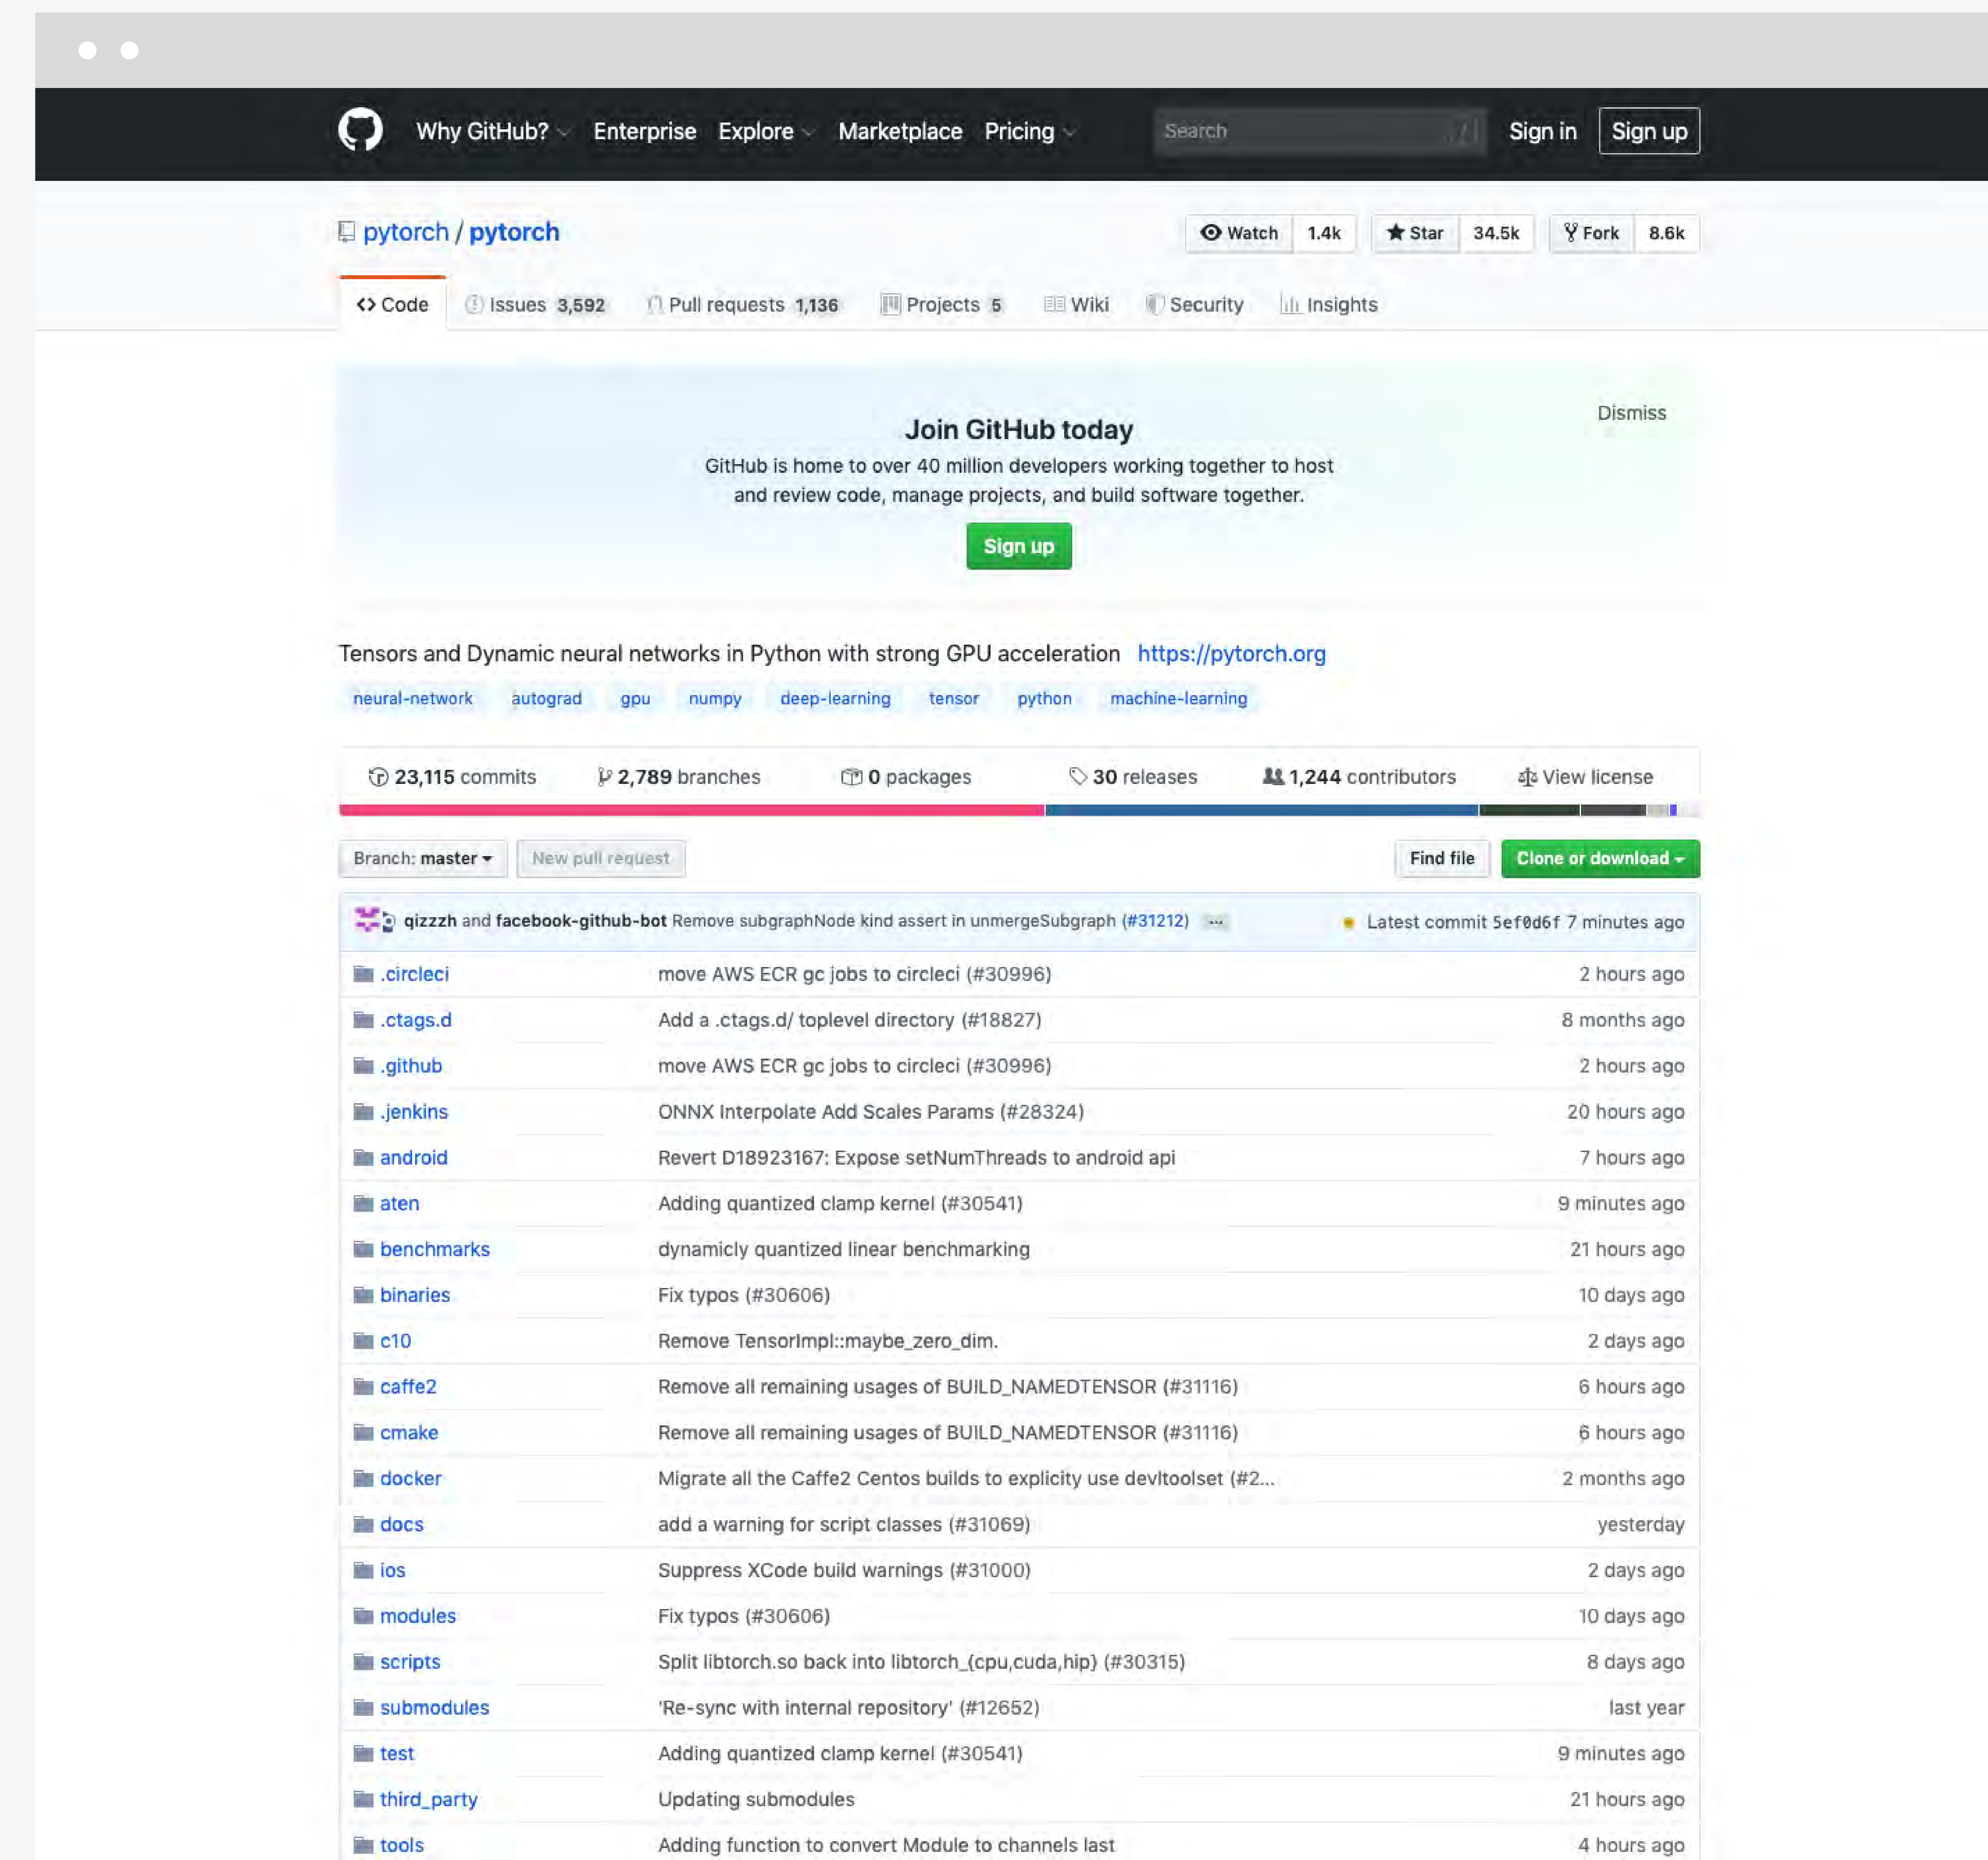 Why GitHub? Enterprise Explore Marketplace Pricing Search / Sign in Sign up
pytorch / pytorch Watch 1.4k Star 34.5k Fork 8.6k
Code Issues 3,592 Pull requests 1,136 Projects 5 Wiki Security Insights
Dismiss
Join GitHub today
GitHub is home to over 40 million developers working together to host
and review code, manage projects, and build software together.
Sign up
Tensors and Dynamic neural networks in Python with strong GPU acceleration https://pytorch.org
neural-network autograd gpu numpy deep-learning tensor python machine-learning
23,115 commits 2,789 branches 0 packages 30 releases 1,244 contributors View license
Branch: master New pull request Find file Clone or download
qizzzh and facebook-github-bot Remove subgraphNode kind assert in unmergeSubgraph (#31212) ... Latest commit 5ef0d6f 7 minutes ago
.circleci move AWS ECR gc jobs to circleci (#30996) 2 hours ago
.ctags.d Add a .ctags.d/ toplevel directory (#18827) 8 months ago
.github move AWS ECR gc jobs to circleci (#30996) 2 hours ago
.jenkins ONNX Interpolate Add Scales Params (#28324) 20 hours ago
android Revert D18923167: Expose setNumThreads to android api 7 hours ago
aten Adding quantized clamp kernel (#30541) 9 minutes ago
benchmarks dynamicly quantized linear benchmarking 21 hours ago
binaries Fix typos (#30606) 10 days ago
c10 Remove TensorImpl::maybe_zero_dim. 2 days ago
caffe2 Remove all remaining usages of BUILD_NAMEDTENSOR (#31116) 6 hours ago
cmake Remove all remaining usages of BUILD_NAMEDTENSOR (#31116) 6 hours ago
docker Migrate all the Caffe2 Centos builds to explicity use devltoolset (#2... 2 months ago
docs add a warning for script classes (#31069) yesterday
ios Suppress XCode build warnings (#31000) 2 days ago
modules Fix typos (#30606) 10 days ago
scripts Split libtorch.so back into libtorch_{cpu,cuda,hip} (#30315) 8 days ago
submodules 'Re-sync with internal repository' (#12652) last year
test Adding quantized clamp kernel (#30541) 9 minutes ago
third_party Updating submodules 21 hours ago
tools Adding function to convert Module to channels last 4 hours ago